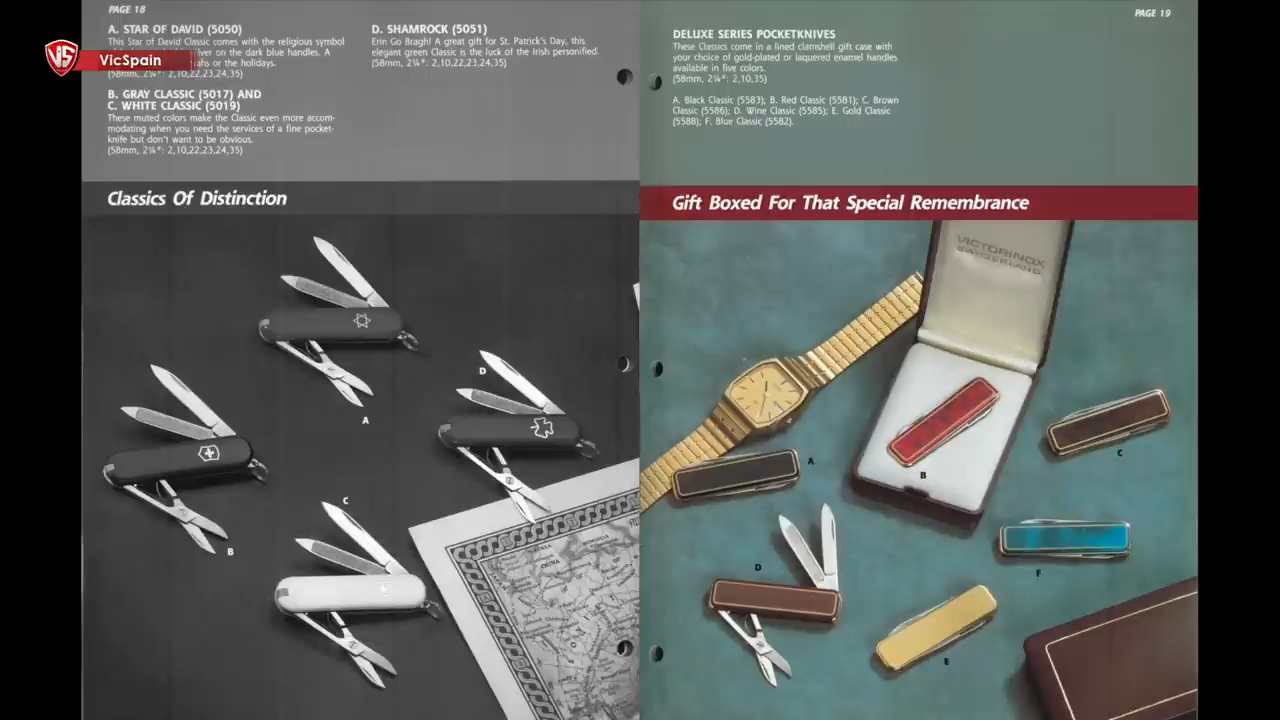 PAGE 18
A. STAR OF DAVID (5050)
This Star of David Classic comes with the religious symbol
iver on the dark blue handles. A
ahs or the holidays.
(58mm, 2¼": 2,10,22,23,24,35)
B. GRAY CLASSIC (5017) AND
C. WHITE CLASSIC (5019)
These muted colors make the Classic even more accom-
modating when you need the services of a fine pocket-
knife but don't want to be obvious.
(58mm, 2¼": 2,10,22,23,24,35)
D. SHAMROCK (5051)
Erin Go Bragh! A great gift for St. Patrick's Day, this
elegant green Classic is the luck of the Irish personified.
(58mm, 2¼": 2,10,22,23,24,35)
VS
VicSpain
Classics Of Distinction
A
D
B
C
CHINA
PAGE 19
DELUXE SERIES POCKETKNIVES
These Classics come in a lined clamshell gift case with
your choice of gold-plated or laquered enamel handles
available in five colors.
(58mm, 2¼": 2,10,35)
A. Black Classic (5583); B. Red Classic (5581); C. Brown
Classic (5586); D. Wine Classic (5585); E. Gold Classic
(5588); F. Blue Classic (5582).
Gift Boxed For That Special Remembrance
VICTORINOX
SWITZERLAND
A
B
C
D
F
E